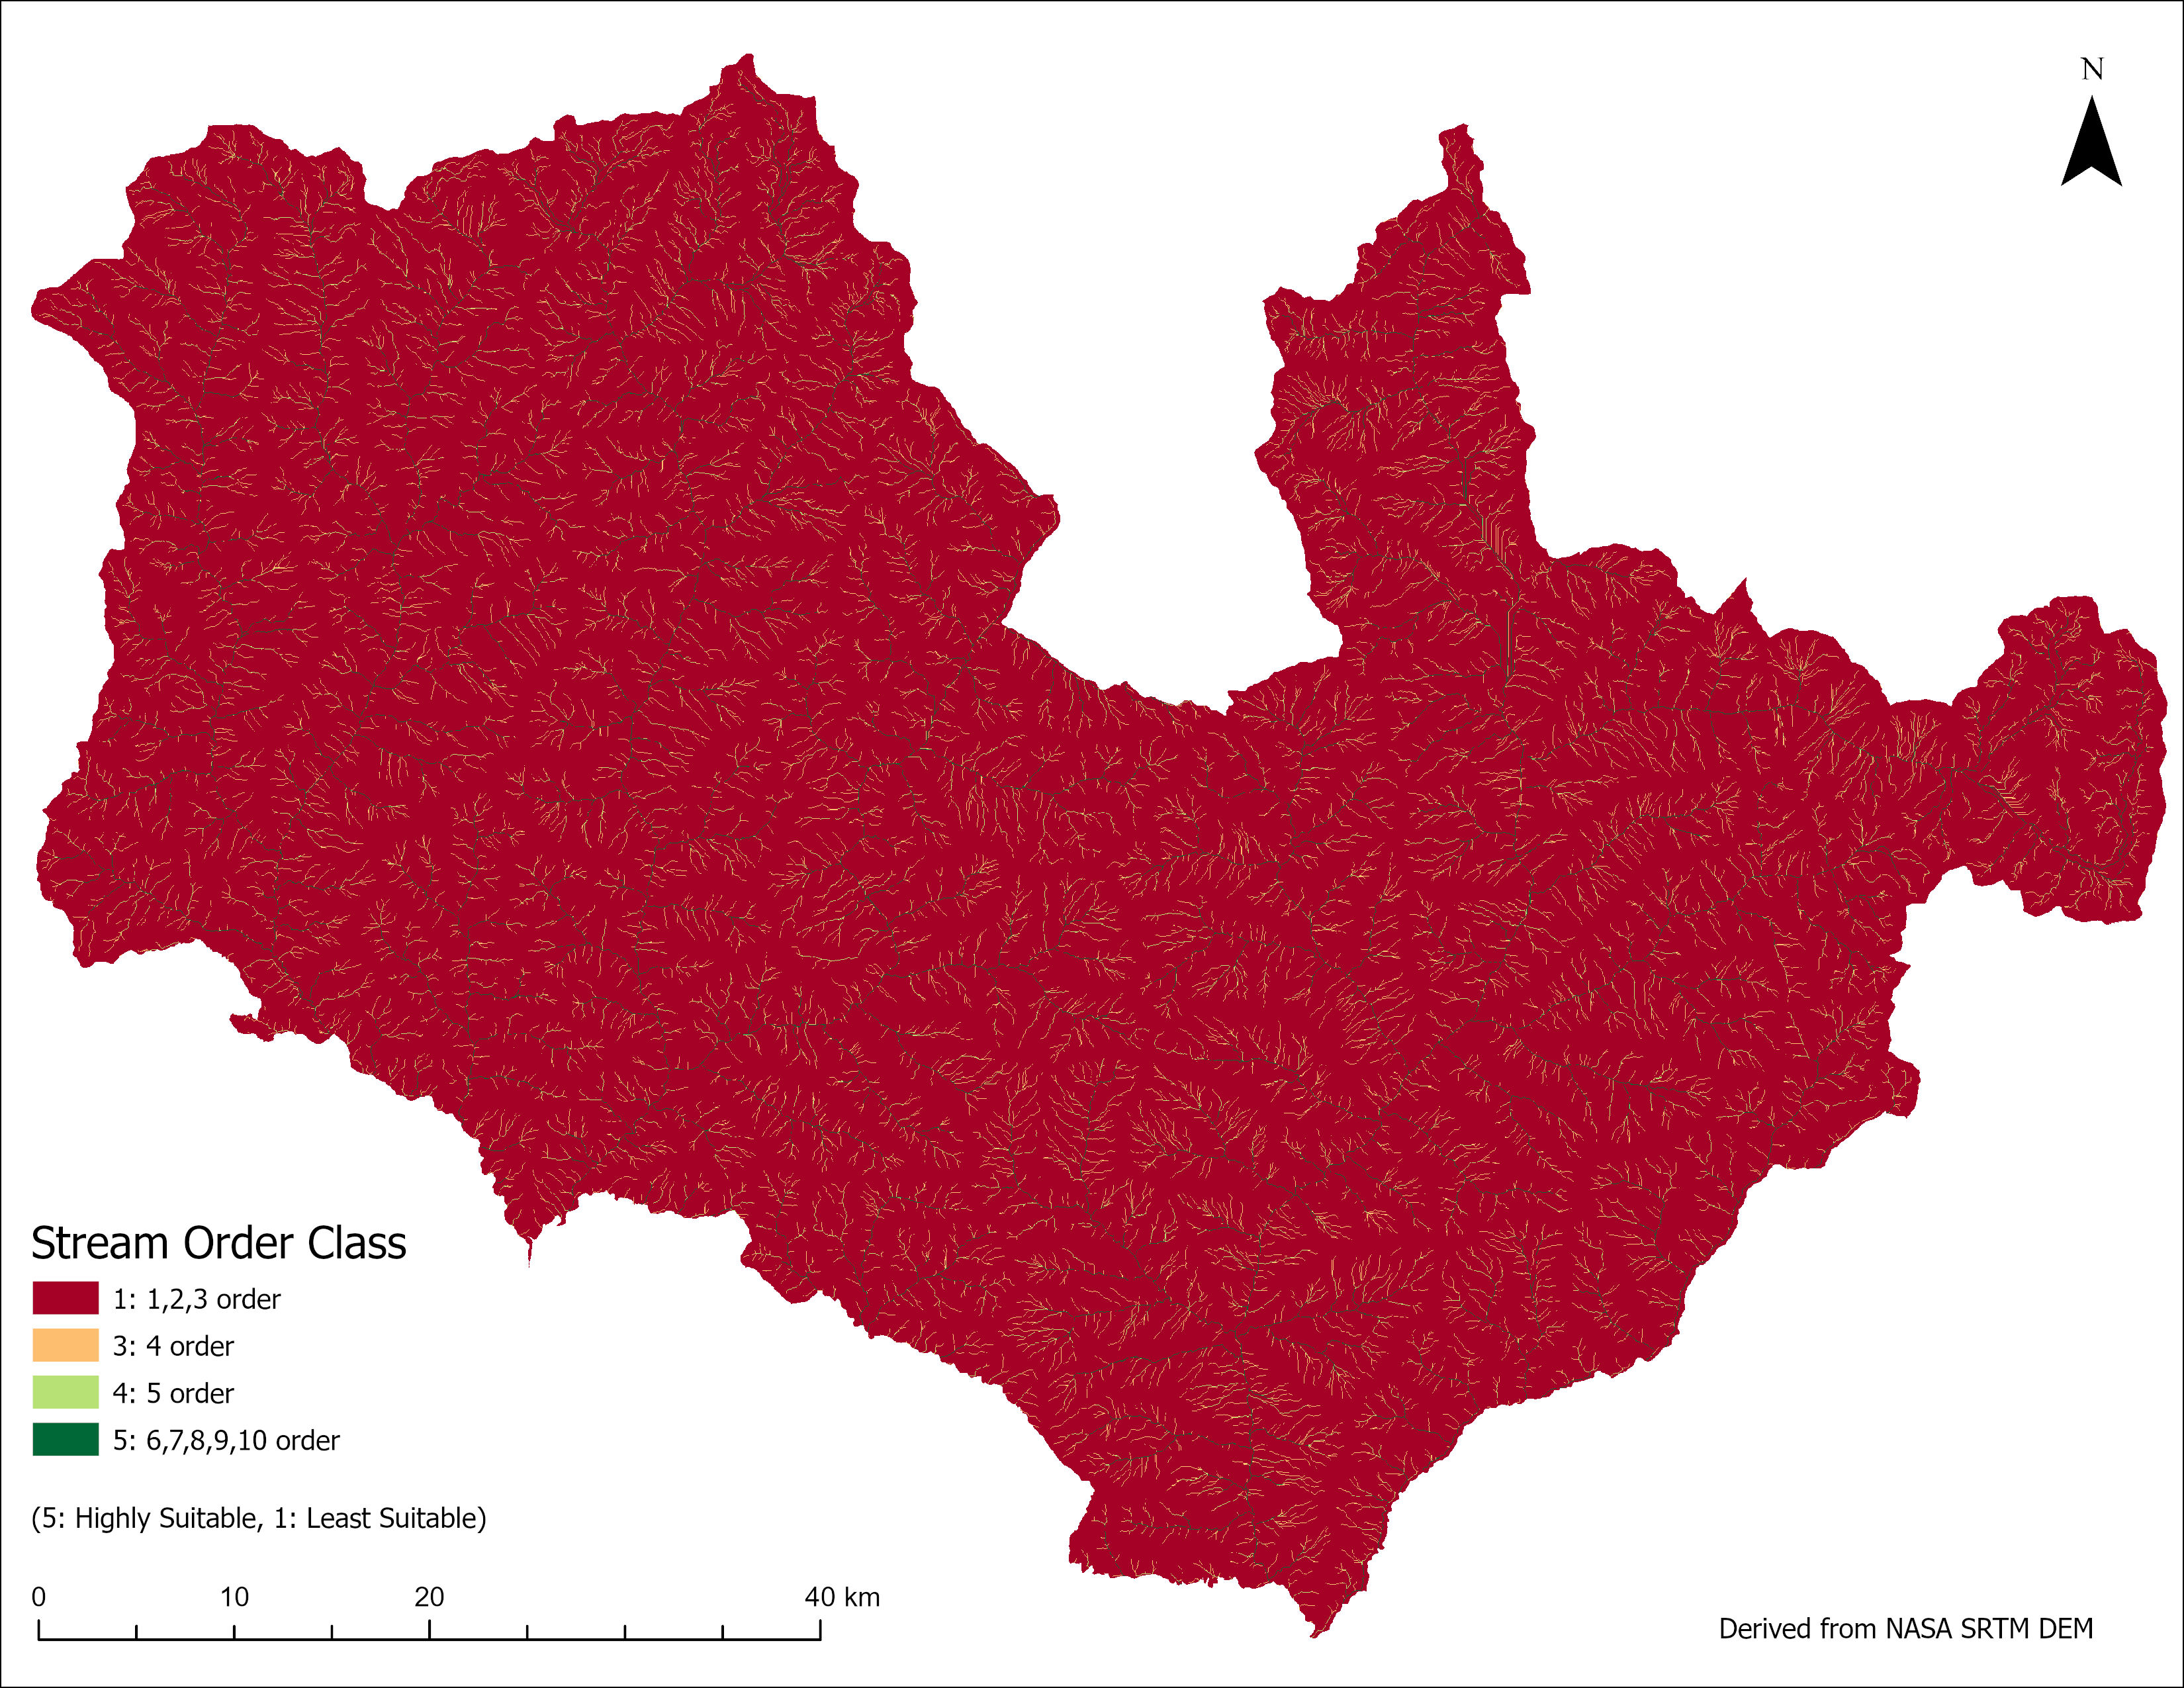 N
Stream Order Class
1: 1,2,3 order
3: 4 order
4: 5 order
5: 6,7,8,9,10 order
(5: Highly Suitable, 1: Least Suitable)
0 10 20 40 km
Derived from NASA SRTM DEM